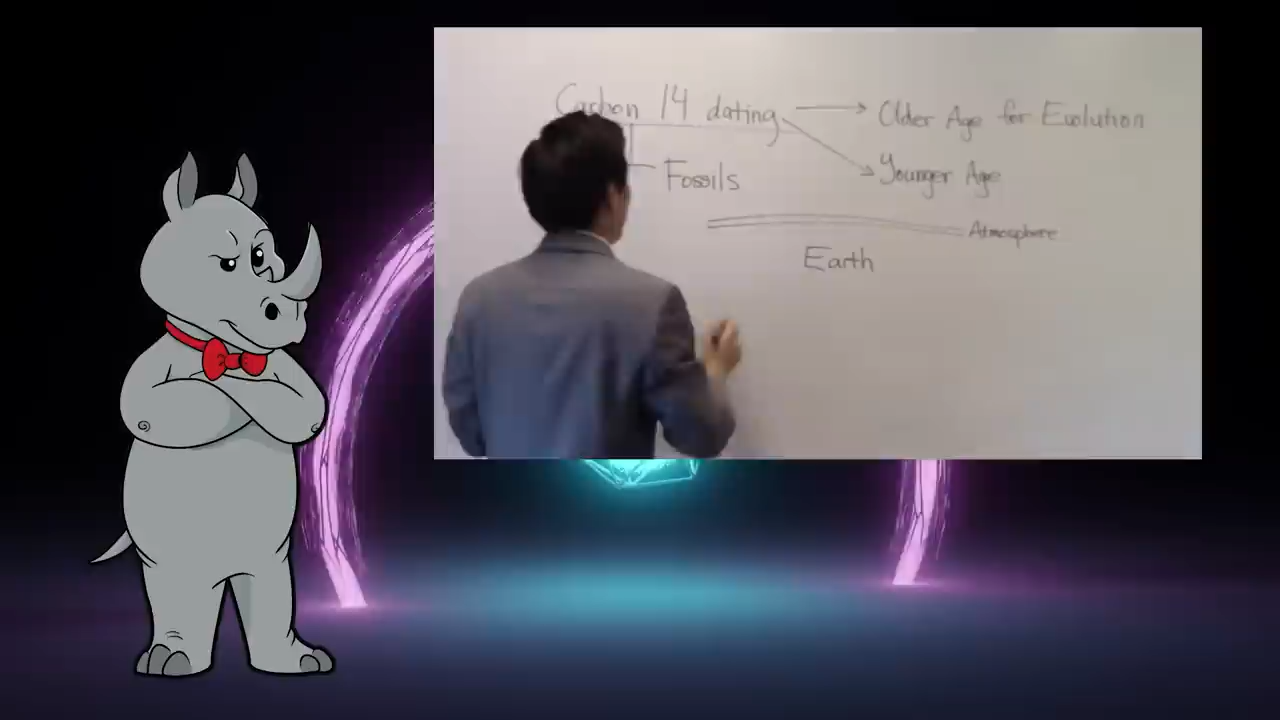 Carbon 14 dating
Older Age for Evolution
Fossils
Younger Age
Atmosphere
Earth